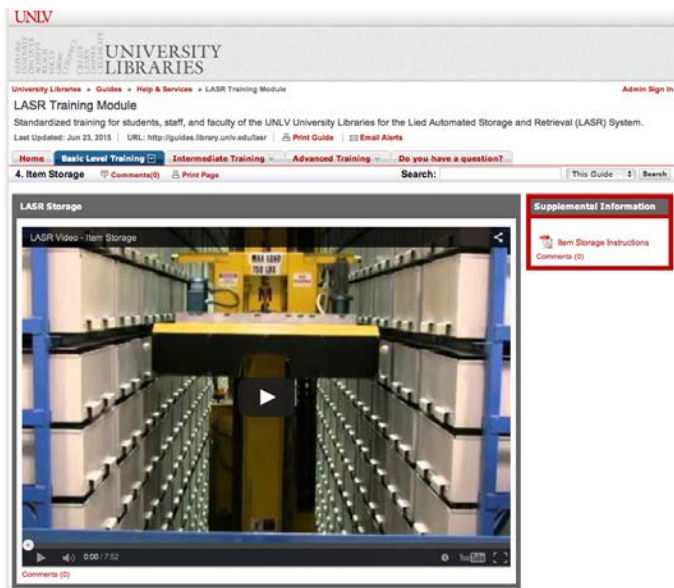 UNLV
UNIVERSITY
LIBRARIES
University Libraries » Guides » Help & Services » LASR Training Module
Admin Sign In
LASR Training Module
Standardized training for students, staff, and faculty of the UNLV University Libraries for the Lied Automated Storage and Retrieval (LASR) System.
Last Updated: Jun 23, 2015 | URL: http://guides.library.unlv.edu/lasr | Print Guide | Email Alerts
Home Basic Level Training Intermediate Training Advanced Training Do you have a question?
4. Item Storage Comments(0) Print Page Search: This Guide Search
LASR Storage
LASR Video - Item Storage
MAX LOAD
750 LBS
0:00 / 7:52
YouTube
Comments (0)
Supplemental Information
Item Storage Instructions
Comments (0)